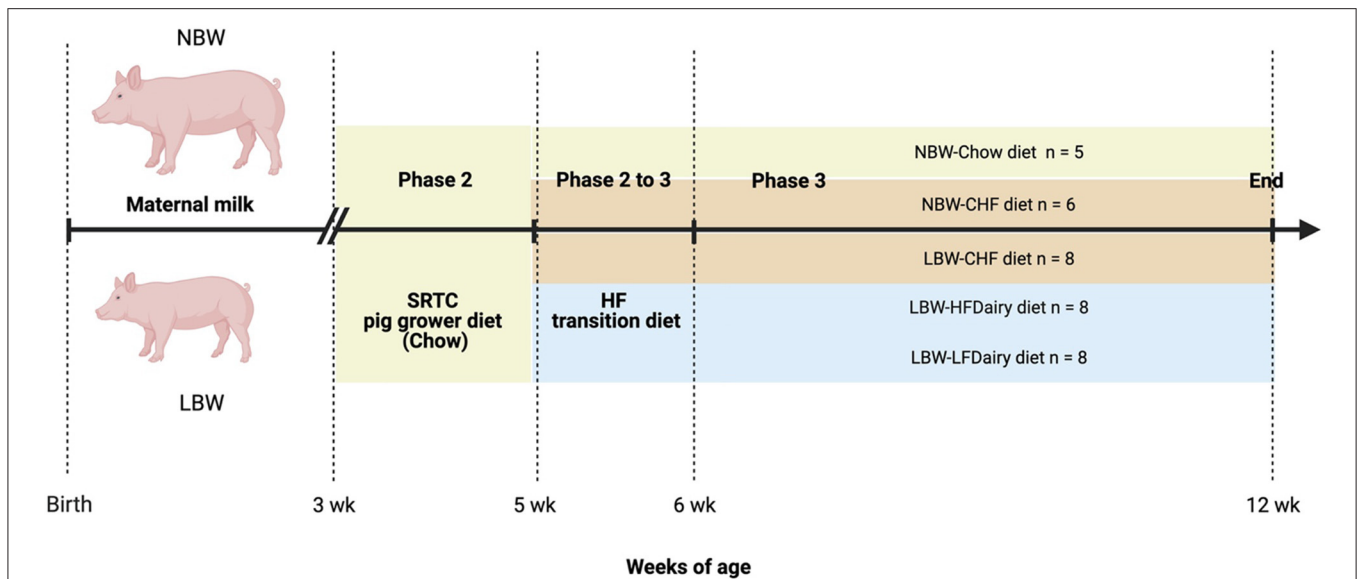 NBW
Maternal milk
LBW
Phase 2
SRTC
pig grower diet
(Chow)
Phase 2 to 3
HF
transition diet
Phase 3
End
NBW-Chow diet n = 5
NBW-CHF diet n = 6
LBW-CHF diet n = 8
LBW-HFDairy diet n = 8
LBW-LFDairy diet n = 8
Birth
3 wk
5 wk
6 wk
12 wk
Weeks of age